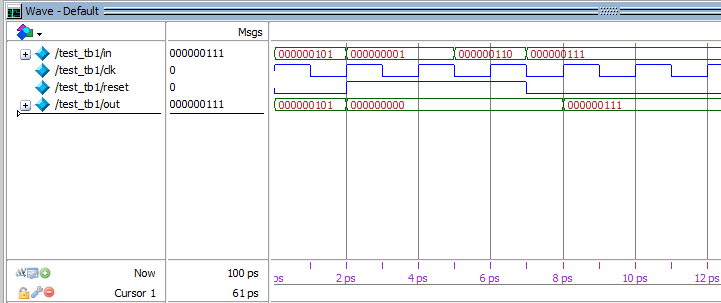 Wave - Default
Msgs
/test_tb1/in 000000111 000000101 000000001 000000110 000000111
/test_tb1/clk 0
/test_tb1/reset 0
/test_tb1/out 000000111 000000101 000000000 000000111
Now 100 ps ps 2 ps 4 ps 6 ps 8 ps 10 ps 12 ps
Cursor 1 61 ps